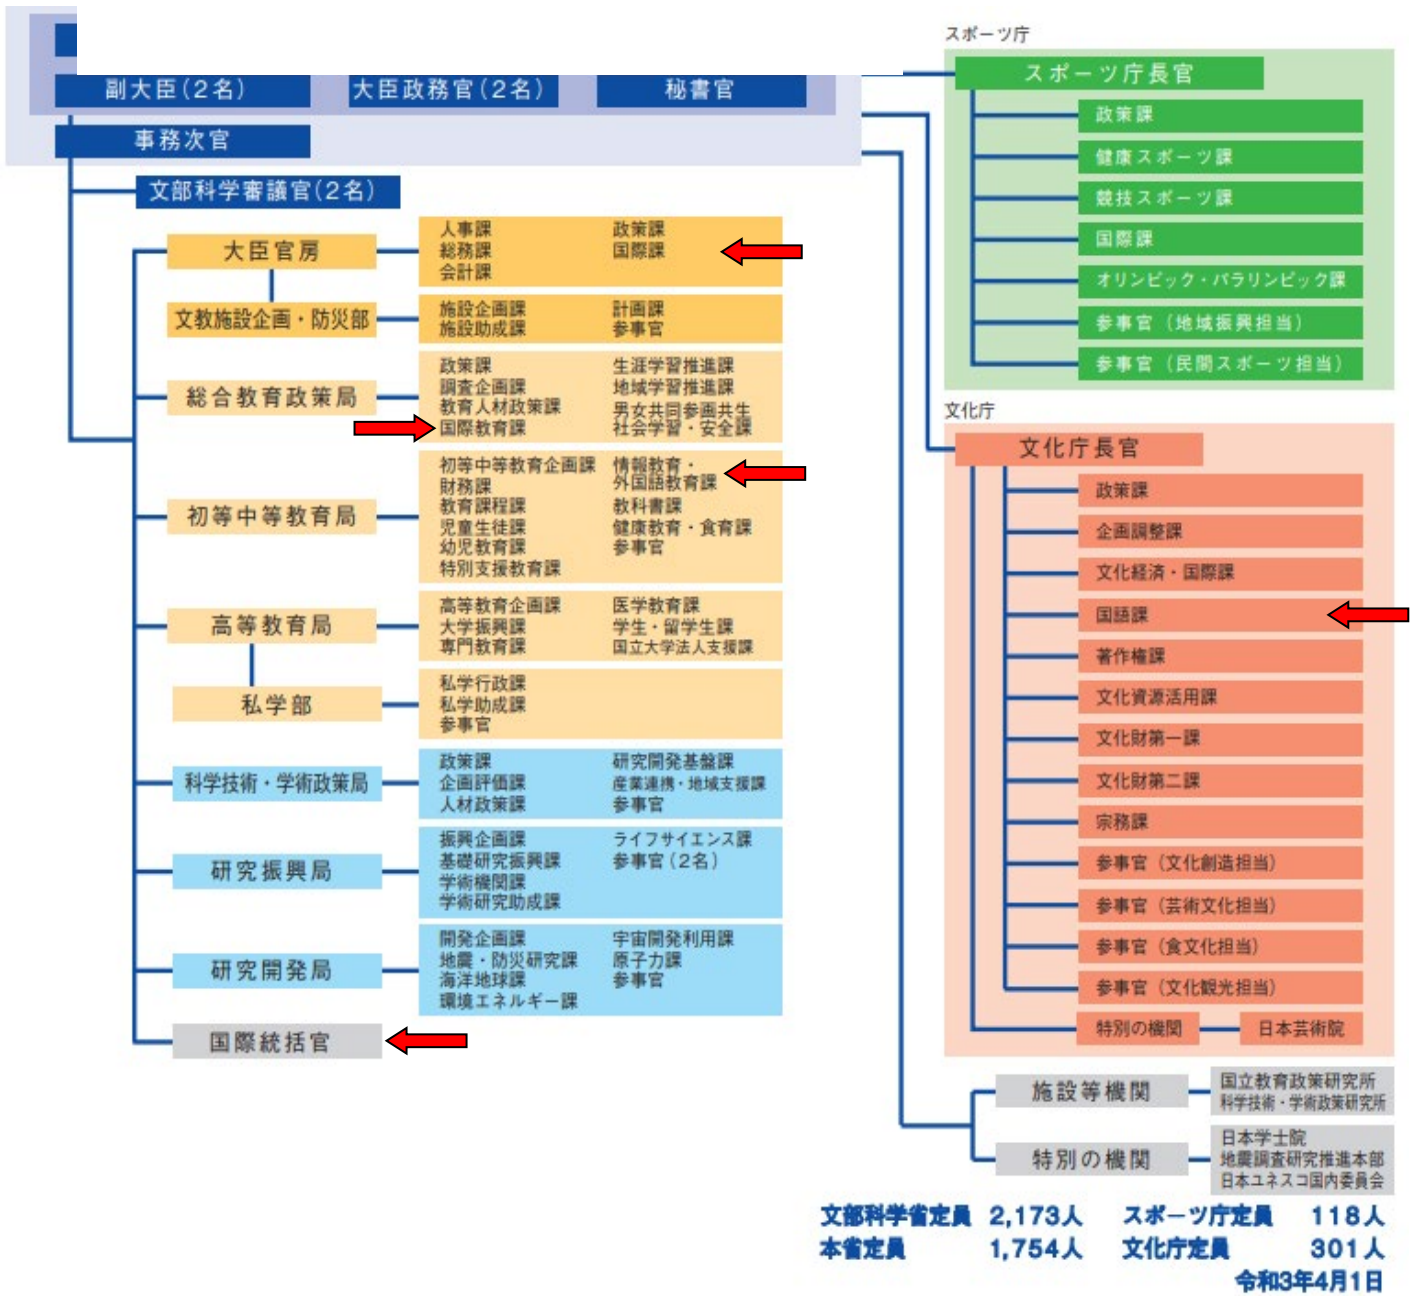 副大臣(2名)
大臣政務官(2名)
秘書官
事務次官
文部科学審議官(2名)
大臣官房
人事課
総務課
会計課
政策課
国際課
文教施設企画・防災部
施設企画課
施設助成課
計画課
参事官
総合教育政策局
政策課
調査企画課
教育人材政策課
国際教育課
生涯学習推進課
地域学習推進課
男女共同参画共生
社会学習・安全課
初等中等教育局
初等中等教育企画課
財務課
教育課程課
児童生徒課
幼児教育課
特別支援教育課
情報教育・
外国語教育課
教科書課
健康教育・食育課
参事官
高等教育局
高等教育企画課
大学振興課
専門教育課
医学教育課
学生・留学生課
国立大学法人支援課
私学部
私学行政課
私学助成課
参事官
科学技術・学術政策局
政策課
企画評価課
人材政策課
研究開発基盤課
産業連携・地域支援課
参事官
研究振興局
振興企画課
基礎研究振興課
学術機関課
学術研究助成課
ライフサイエンス課
参事官(2名)
研究開発局
開発企画課
地震・防災研究課
海洋地球課
環境エネルギー課
宇宙開発利用課
原子力課
参事官
国際統括官
スポーツ庁
スポーツ庁長官
政策課
健康スポーツ課
競技スポーツ課
国際課
オリンピック・パラリンピック課
参事官(地域振興担当)
参事官(民間スポーツ担当)
文化庁
文化庁長官
政策課
企画調整課
文化経済・国際課
国語課
著作権課
文化資源活用課
文化財第一課
文化財第二課
宗務課
参事官(文化創造担当)
参事官(芸術文化担当)
参事官(食文化担当)
参事官(文化観光担当)
特別の機関
日本芸術院
施設等機関
国立教育政策研究所
科学技術・学術政策研究所
特別の機関
日本学士院
地震調査研究推進本部
日本ユネスコ国内委員会
文部科学省定員 2,173人 スポーツ庁定員 118人
本省定員 1,754人 文化庁定員 301人
令和3年4月1日